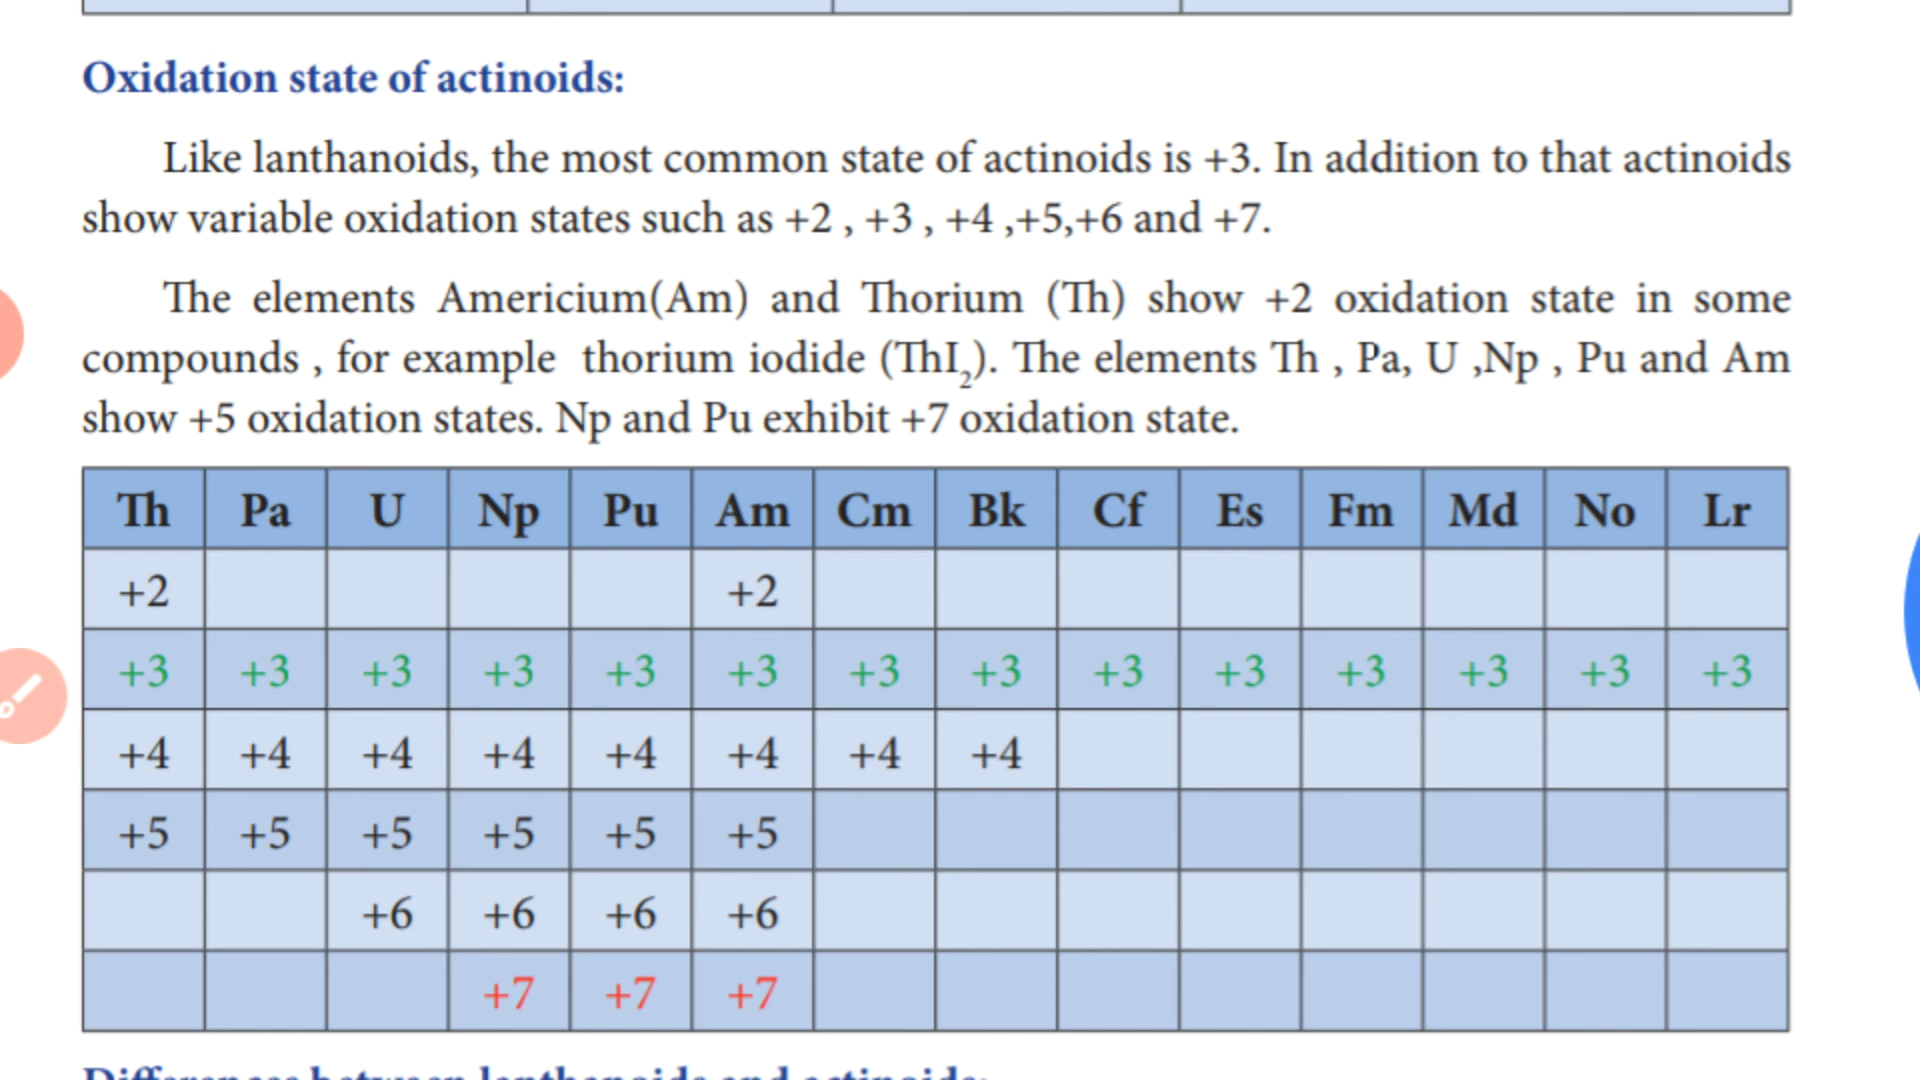 Oxidation state of actinoids:
Like lanthanoids, the most common state of actinoids is +3. In addition to that actinoids
show variable oxidation states such as +2 , +3 , +4 ,+5,+6 and +7.
The elements Americium(Am) and Thorium (Th) show +2 oxidation state in some
compounds , for example thorium iodide (ThI2). The elements Th , Pa, U ,Np , Pu and Am
show +5 oxidation states. Np and Pu exhibit +7 oxidation state.
Th Pa U Np Pu Am Cm Bk Cf Es Fm Md No Lr
+2 +2
+3 +3 +3 +3 +3 +3 +3 +3 +3 +3 +3 +3 +3 +3
+4 +4 +4 +4 +4 +4 +4 +4
+5 +5 +5 +5 +5 +5
+6 +6 +6 +6
+7 +7 +7
Differences between lanthanoids and actinoids: